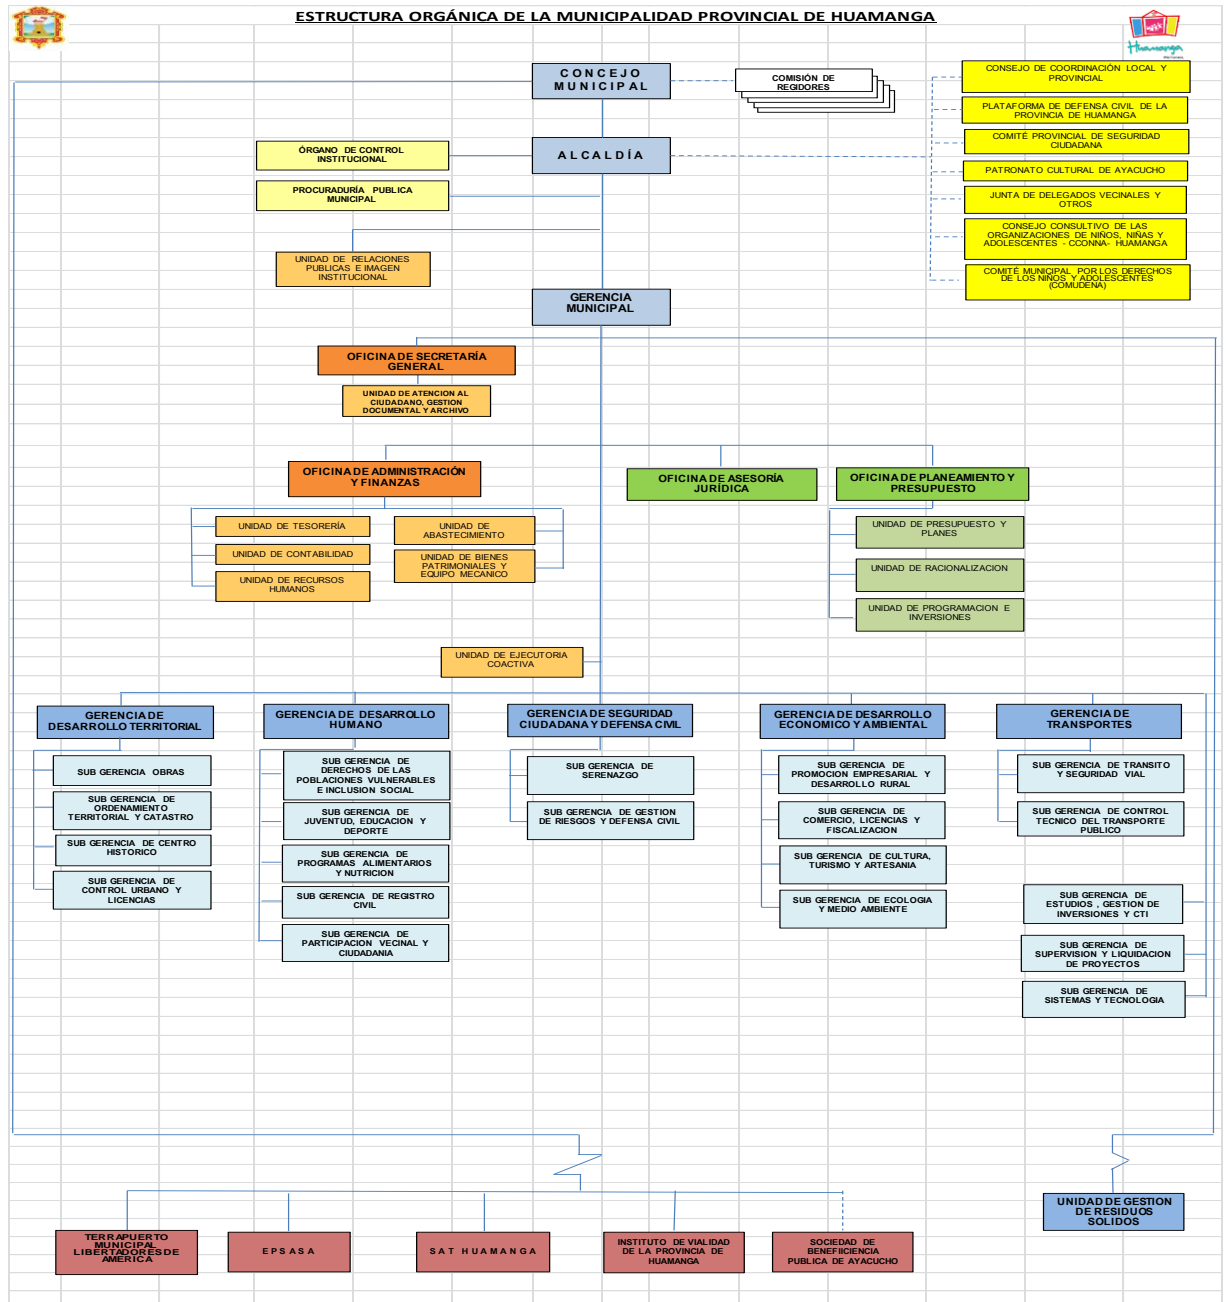 ESTRUCTURA ORGÁNICA DE LA MUNICIPALIDAD PROVINCIAL DE HUAMANGA
Huamanga
CONCEJO
MUNICIPAL
COMISIÓN DE
REGIDORES
CONSEJO DE COORDINACIÓN LOCAL Y
PROVINCIAL
PLATAFORMA DE DEFENSA CIVIL DE LA
PROVINCIA DE HUAMANGA
COMITÉ PROVINCIAL DE SEGURIDAD
CIUDADANA
PATRONATO CULTURAL DE AYACUCHO
JUNTA DE DELEGADOS VECINALES Y
OTROS
CONSEJO CONSULTIVO DE LAS
ORGANIZACIONES DE NIÑOS, NIÑAS Y
ADOLESCENTES - CCONNA- HUAMANGA
COMITÉ MUNICIPAL POR LOS DERECHOS
DE LOS NIÑOS Y ADOLESCENTES
(COMUDENA)
ÓRGANO DE CONTROL
INSTITUCIONAL
ALCALDÍA
PROCURADURÍA PUBLICA
MUNICIPAL
UNIDAD DE RELACIONES
PUBLICAS E IMAGEN
INSTITUCIONAL
GERENCIA
MUNICIPAL
OFICINA DE SECRETARÍA
GENERAL
UNIDAD DE ATENCION AL
CIUDADANO, GESTION
DOCUMENTAL Y ARCHIVO
OFICINA DE ADMINISTRACIÓN
Y FINANZAS
OFICINA DE ASESORÍA
JURÍDICA
OFICINA DE PLANEAMIENTO Y
PRESUPUESTO
UNIDAD DE TESORERÍA
UNIDAD DE CONTABILIDAD
UNIDAD DE RECURSOS
HUMANOS
UNIDAD DE
ABASTECIMIENTO
UNIDAD DE BIENES
PATRIMONIALES Y
EQUIPO MECANICO
UNIDAD DE PRESUPUESTO Y
PLANES
UNIDAD DE RACIONALIZACION
UNIDAD DE PROGRAMACION E
INVERSIONES
UNIDAD DE EJECUTORIA
COACTIVA
GERENCIA DE
DESARROLLO TERRITORIAL
SUB GERENCIA OBRAS
SUB GERENCIA DE
ORDENAMIENTO
TERRITORIAL Y CATASTRO
SUB GERENCIA DE CENTRO
HISTORICO
SUB GERENCIA DE
CONTROL URBANO Y
LICENCIAS
GERENCIA DE DESARROLLO
HUMANO
SUB GERENCIA DE
DERECHOS DE LAS
POBLACIONES VULNERABLES
E INCLUSION SOCIAL
SUB GERENCIA DE
JUVENTUD, EDUCACION Y
DEPORTE
SUB GERENCIA DE
PROGRAMAS ALIMENTARIOS
Y NUTRICION
SUB GERENCIA DE REGISTRO
CIVIL
SUB GERENCIA DE
PARTICIPACION VECINAL Y
CIUDADANIA
GERENCIA DE SEGURIDAD
CIUDADANA Y DEFENSA CIVIL
SUB GERENCIA DE
SERENAZGO
SUB GERENCIA DE GESTION
DE RIESGOS Y DEFENSA CIVIL
GERENCIA DE DESARROLLO
ECONOMICO Y AMBIENTAL
SUB GERENCIA DE
PROMOCION EMPRESARIAL Y
DESARROLLO RURAL
SUB GERENCIA DE
COMERCIO, LICENCIAS Y
FISCALIZACION
SUB GERENCIA DE CULTURA,
TURISMO Y ARTESANIA
SUB GERENCIA DE ECOLOGIA
Y MEDIO AMBIENTE
GERENCIA DE
TRANSPORTES
SUB GERENCIA DE TRANSITO
Y SEGURIDAD VIAL
SUB GERENCIA DE CONTROL
TECNICO DEL TRANSPORTE
PUBLICO
SUB GERENCIA DE
ESTUDIOS , GESTION DE
INVERSIONES Y CTI
SUB GERENCIA DE
SUPERVISION Y LIQUIDACION
DE PROYECTOS
SUB GERENCIA DE
SISTEMAS Y TECNOLOGIA
UNIDAD DE GESTION
DE RESIDUOS
SOLIDOS
TERRAPUERTO
MUNICIPAL
LIBERTADORES DE
AMERICA
EPSASA
SAT HUAMANGA
INSTITUTO DE VIALIDAD
DE LA PROVINCIA DE
HUAMANGA
SOCIEDAD DE
BENEFIICIENCIA
PUBLICA DE AYACUCHO